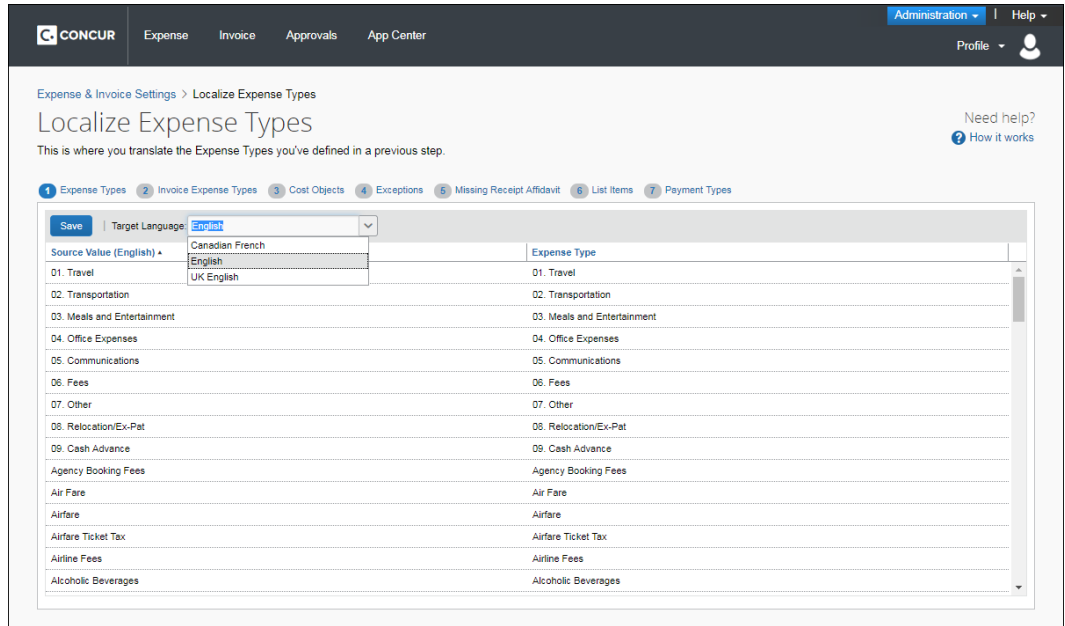 Administration | Help
C. CONCUR Expense Invoice Approvals App Center
Profile
Expense & Invoice Settings > Localize Expense Types
Localize Expense Types
Need help?
? How it works
This is where you translate the Expense Types you've defined in a previous step.
1 Expense Types 2 Invoice Expense Types 3 Cost Objects 4 Exceptions 5 Missing Receipt Affidavit 6 List Items 7 Payment Types
Save | Target Language: English
Canadian French
English
UK English
Source Value (English) Expense Type
01. Travel 01. Travel
02. Transportation 02. Transportation
03. Meals and Entertainment 03. Meals and Entertainment
04. Office Expenses 04. Office Expenses
05. Communications 05. Communications
06. Fees 06. Fees
07. Other 07. Other
08. Relocation/Ex-Pat 08. Relocation/Ex-Pat
09. Cash Advance 09. Cash Advance
Agency Booking Fees Agency Booking Fees
Air Fare Air Fare
Airfare Airfare
Airfare Ticket Tax Airfare Ticket Tax
Airline Fees Airline Fees
Alcoholic Beverages Alcoholic Beverages